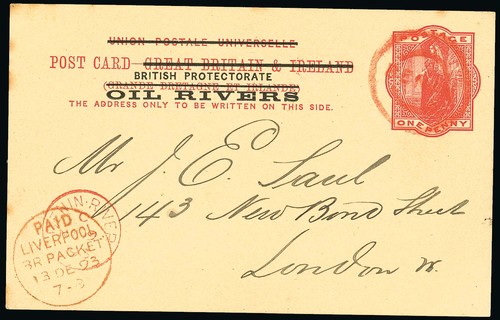 UNION POSTALE UNIVERSELLE
POST CARD GREAT BRITAIN & IRELAND
BRITISH PROTECTORATE
(GRANDE BRETAGNE ET IRLANDE)
OIL RIVERS
THE ADDRESS ONLY TO BE WRITTEN ON THIS SIDE.
POSTAGE
ONE PENNY
Mr J. E. Saul
143 New Bond Street
London W.
RIVER
PAID
LIVERPOOL
BR PACKET
13 DE 93